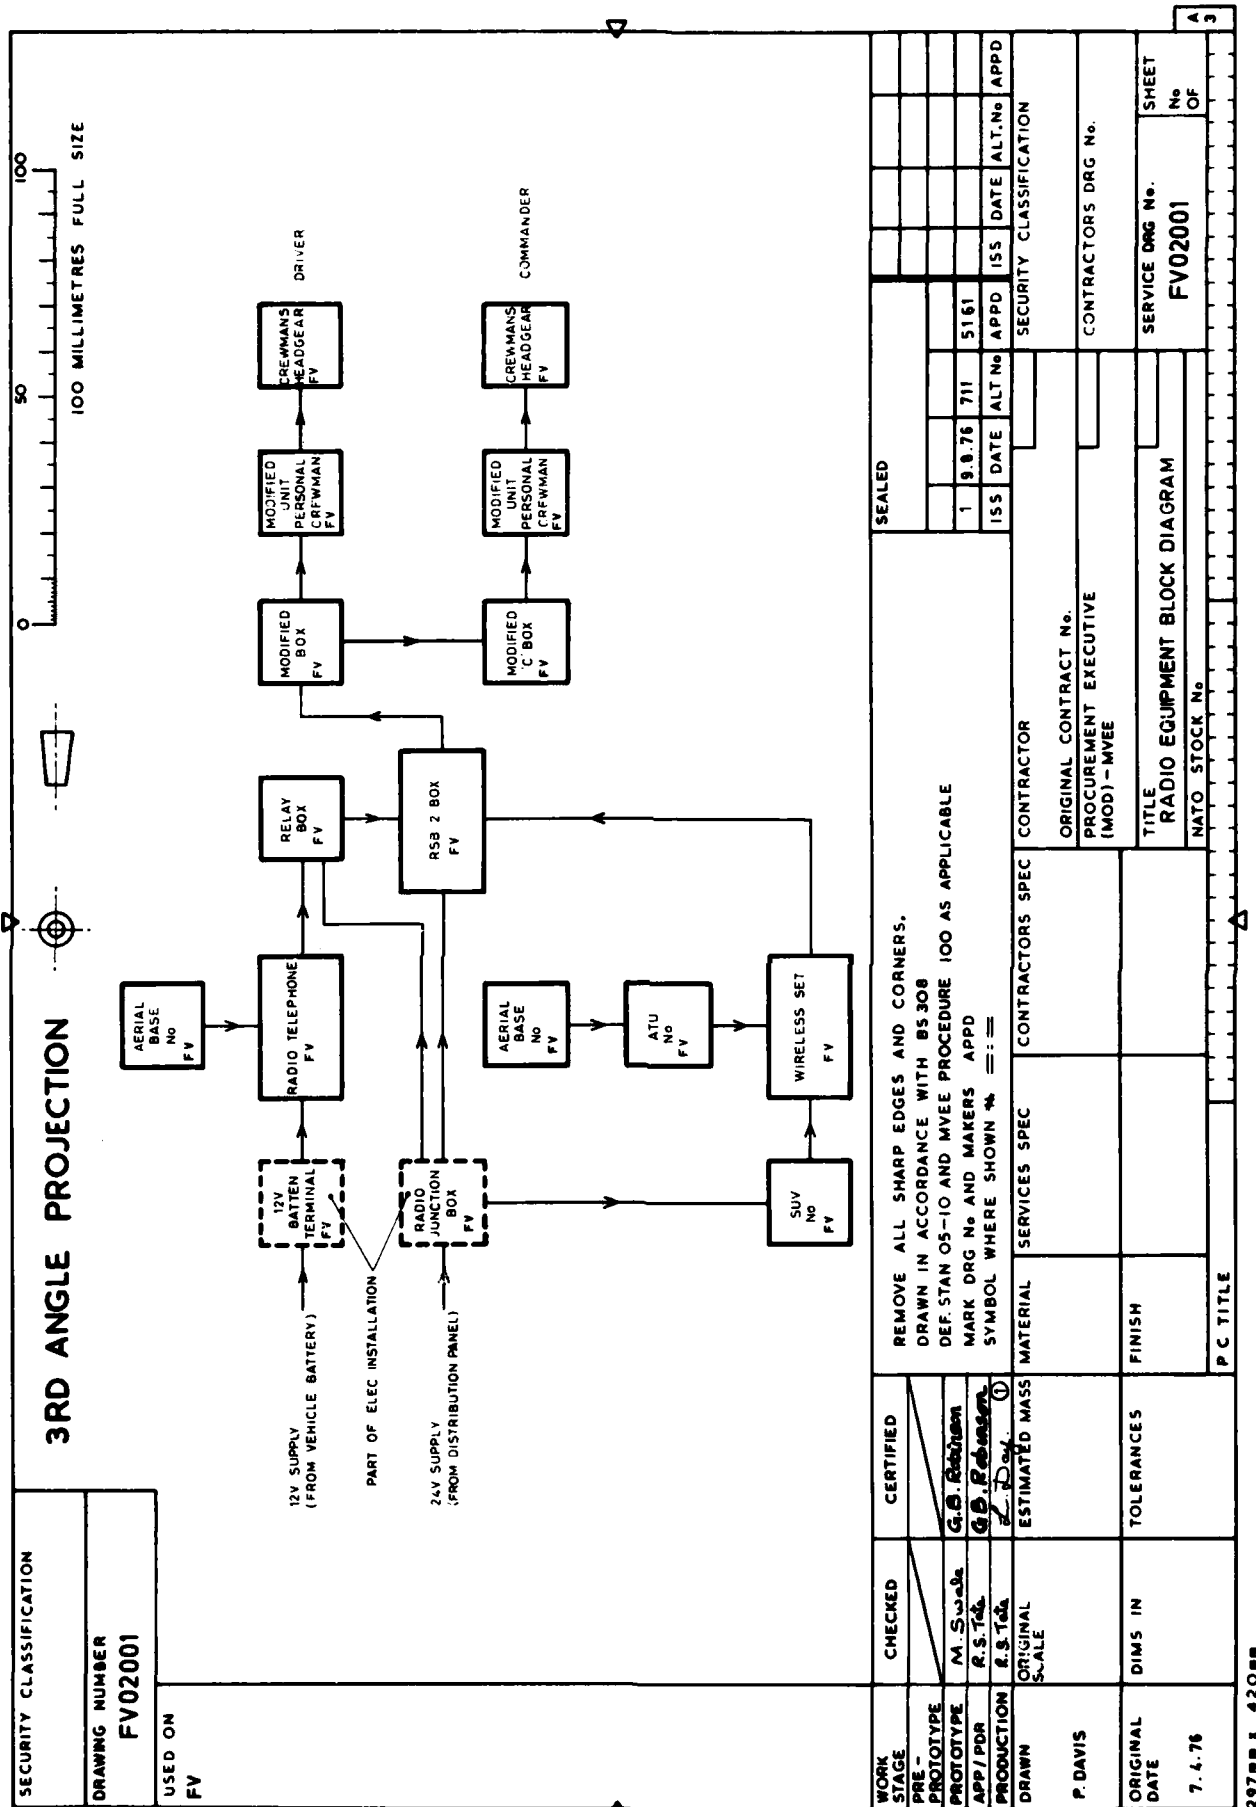 SECURITY CLASSIFICATION
DRAWING NUMBER
FV02001
USED ON
FV
3RD ANGLE PROJECTION
0 50 100
100 MILLIMETRES FULL SIZE
AERIAL
BASE
No
FV
12V SUPPLY
(FROM VEHICLE BATTERY)
12V
BATTEN
TERMINAL
FV
RADIO TELEPHONE
FV
RELAY
BOX
FV
MODIFIED
BOX
FV
MODIFIED
UNIT
PERSONAL
CREWMAN
FV
CREWMANS
HEADGEAR
FV
DRIVER
PART OF ELEC INSTALLATION
24V SUPPLY
(FROM DISTRIBUTION PANEL)
RADIO
JUNCTION
BOX
FV
RSB 2 BOX
FV
AERIAL
BASE
No
FV
MODIFIED
'C' BOX
FV
MODIFIED
UNIT
PERSONAL
CREWMAN
FV
CREWMANS
HEADGEAR
FV
COMMANDER
ATU
No
FV
SUV
No
FV
WIRELESS SET
FV
WORK
STAGE
CHECKED
CERTIFIED
PRE-
PROTOTYPE
PROTOTYPE M. Swale G.B. Robinson
APP / PDR R.S. Tate G.B. Robinson
PRODUCTION R.S. Tate L. Day. 1
REMOVE ALL SHARP EDGES AND CORNERS.
DRAWN IN ACCORDANCE WITH BS 308
DEF. STAN 05-10 AND MVEE PROCEDURE 100 AS APPLICABLE
MARK DRG No AND MAKERS APPD
SYMBOL WHERE SHOWN
SEALED
1 9.8.76 711 5161
ISS DATE ALT No APPD ISS DATE ALT.No APPD
DRAWN
P. DAVIS
ORIGINAL
SCALE
ESTIMATED MASS
MATERIAL
SERVICES SPEC
CONTRACTORS SPEC
CONTRACTOR
SECURITY CLASSIFICATION
ORIGINAL CONTRACT No.
PROCUREMENT EXECUTIVE
(MOD) - MVEE
CONTRACTORS DRG No.
ORIGINAL
DATE
7.4.76
DIMS IN
TOLERANCES
FINISH
TITLE
RADIO EQUIPMENT BLOCK DIAGRAM
NATO STOCK No
SERVICE DRG No.
FV02001
SHEET
No
OF
P C TITLE
A
3
297mm x 420mm